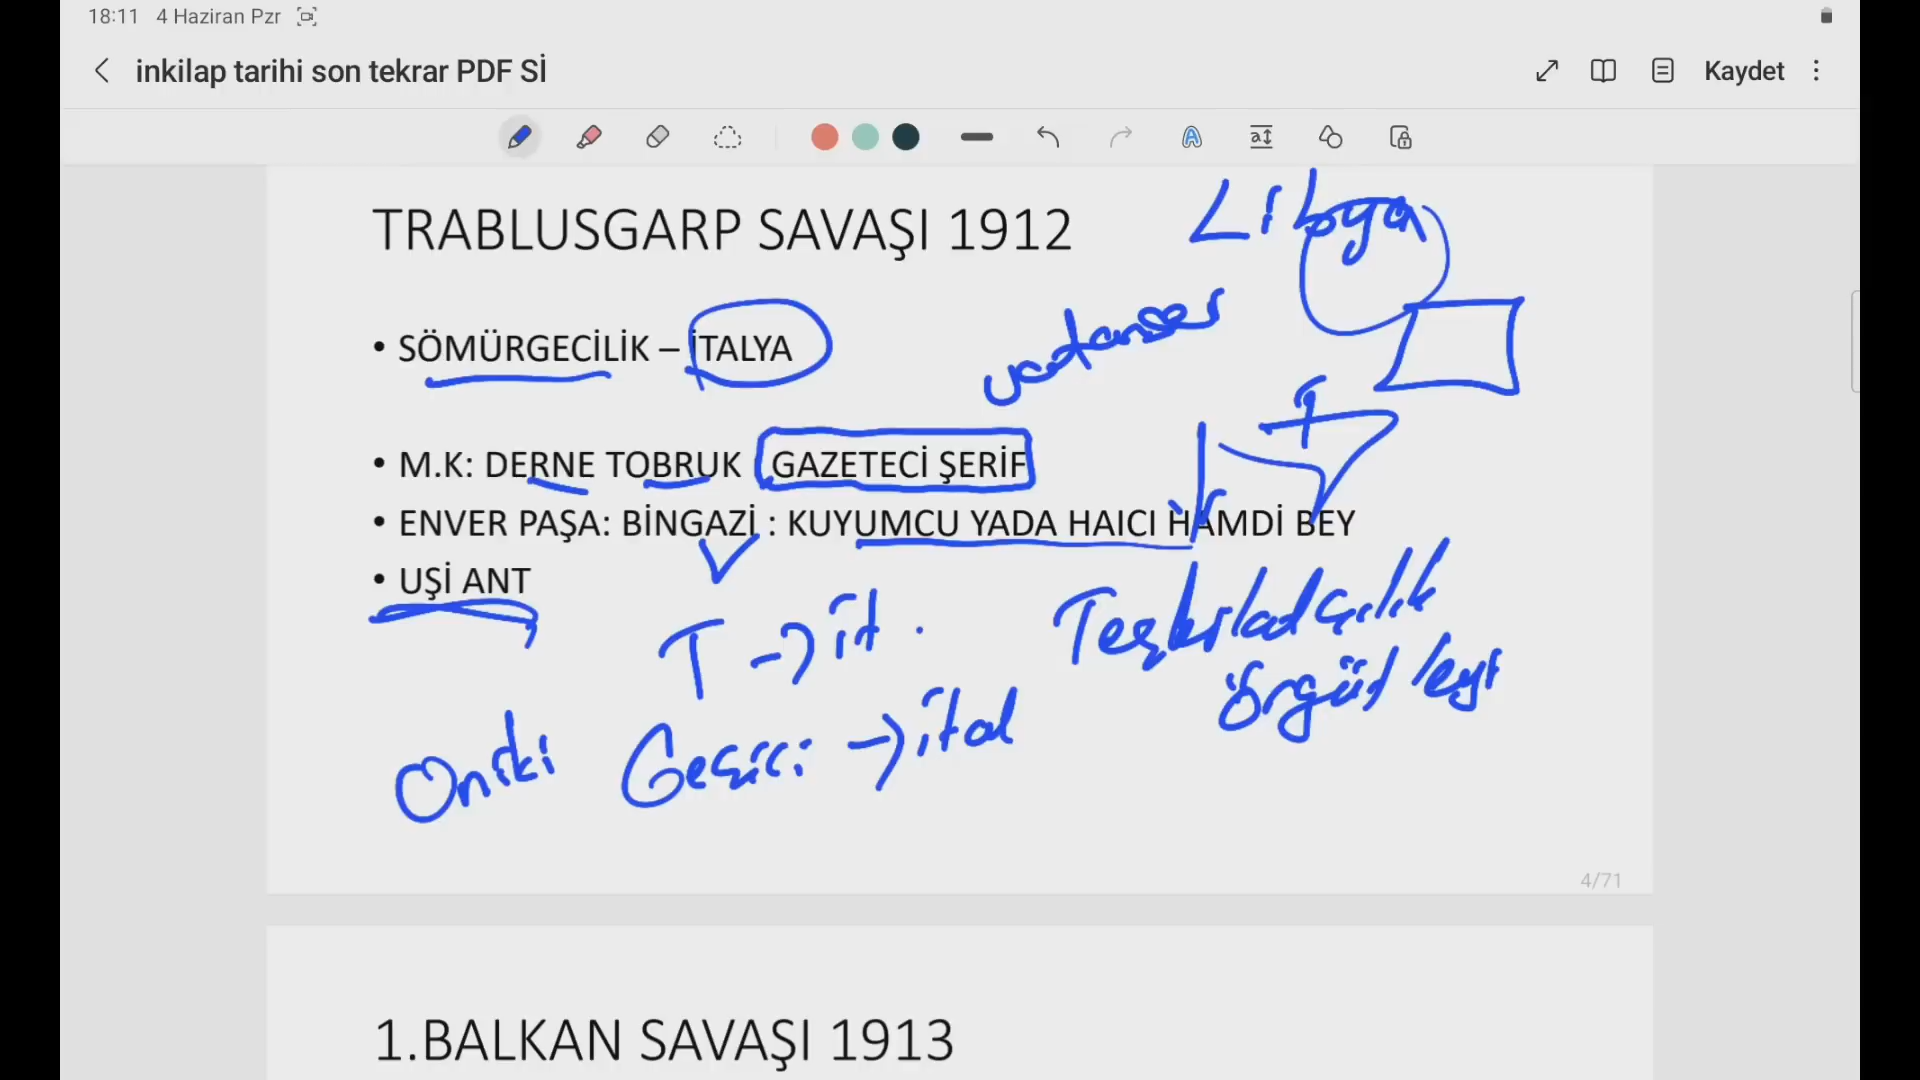 18:11 4 Haziran Pzr
inkilap tarihi son tekrar PDF Sİ
Kaydet
TRABLUSGARP SAVAŞI 1912
Libya
• SÖMÜRGECİLİK – İTALYA
vatanser
• M.K: DERNE TOBRUK GAZETECİ ŞERİF
• ENVER PAŞA: BİNGAZİ : KUYUMCU YADA HAICI HAMDİ BEY
• UŞİ ANT
T → it.
Teşkilatçılık
örgütleyi
Oniki Geçici → ital
4/71
1.BALKAN SAVAŞI 1913